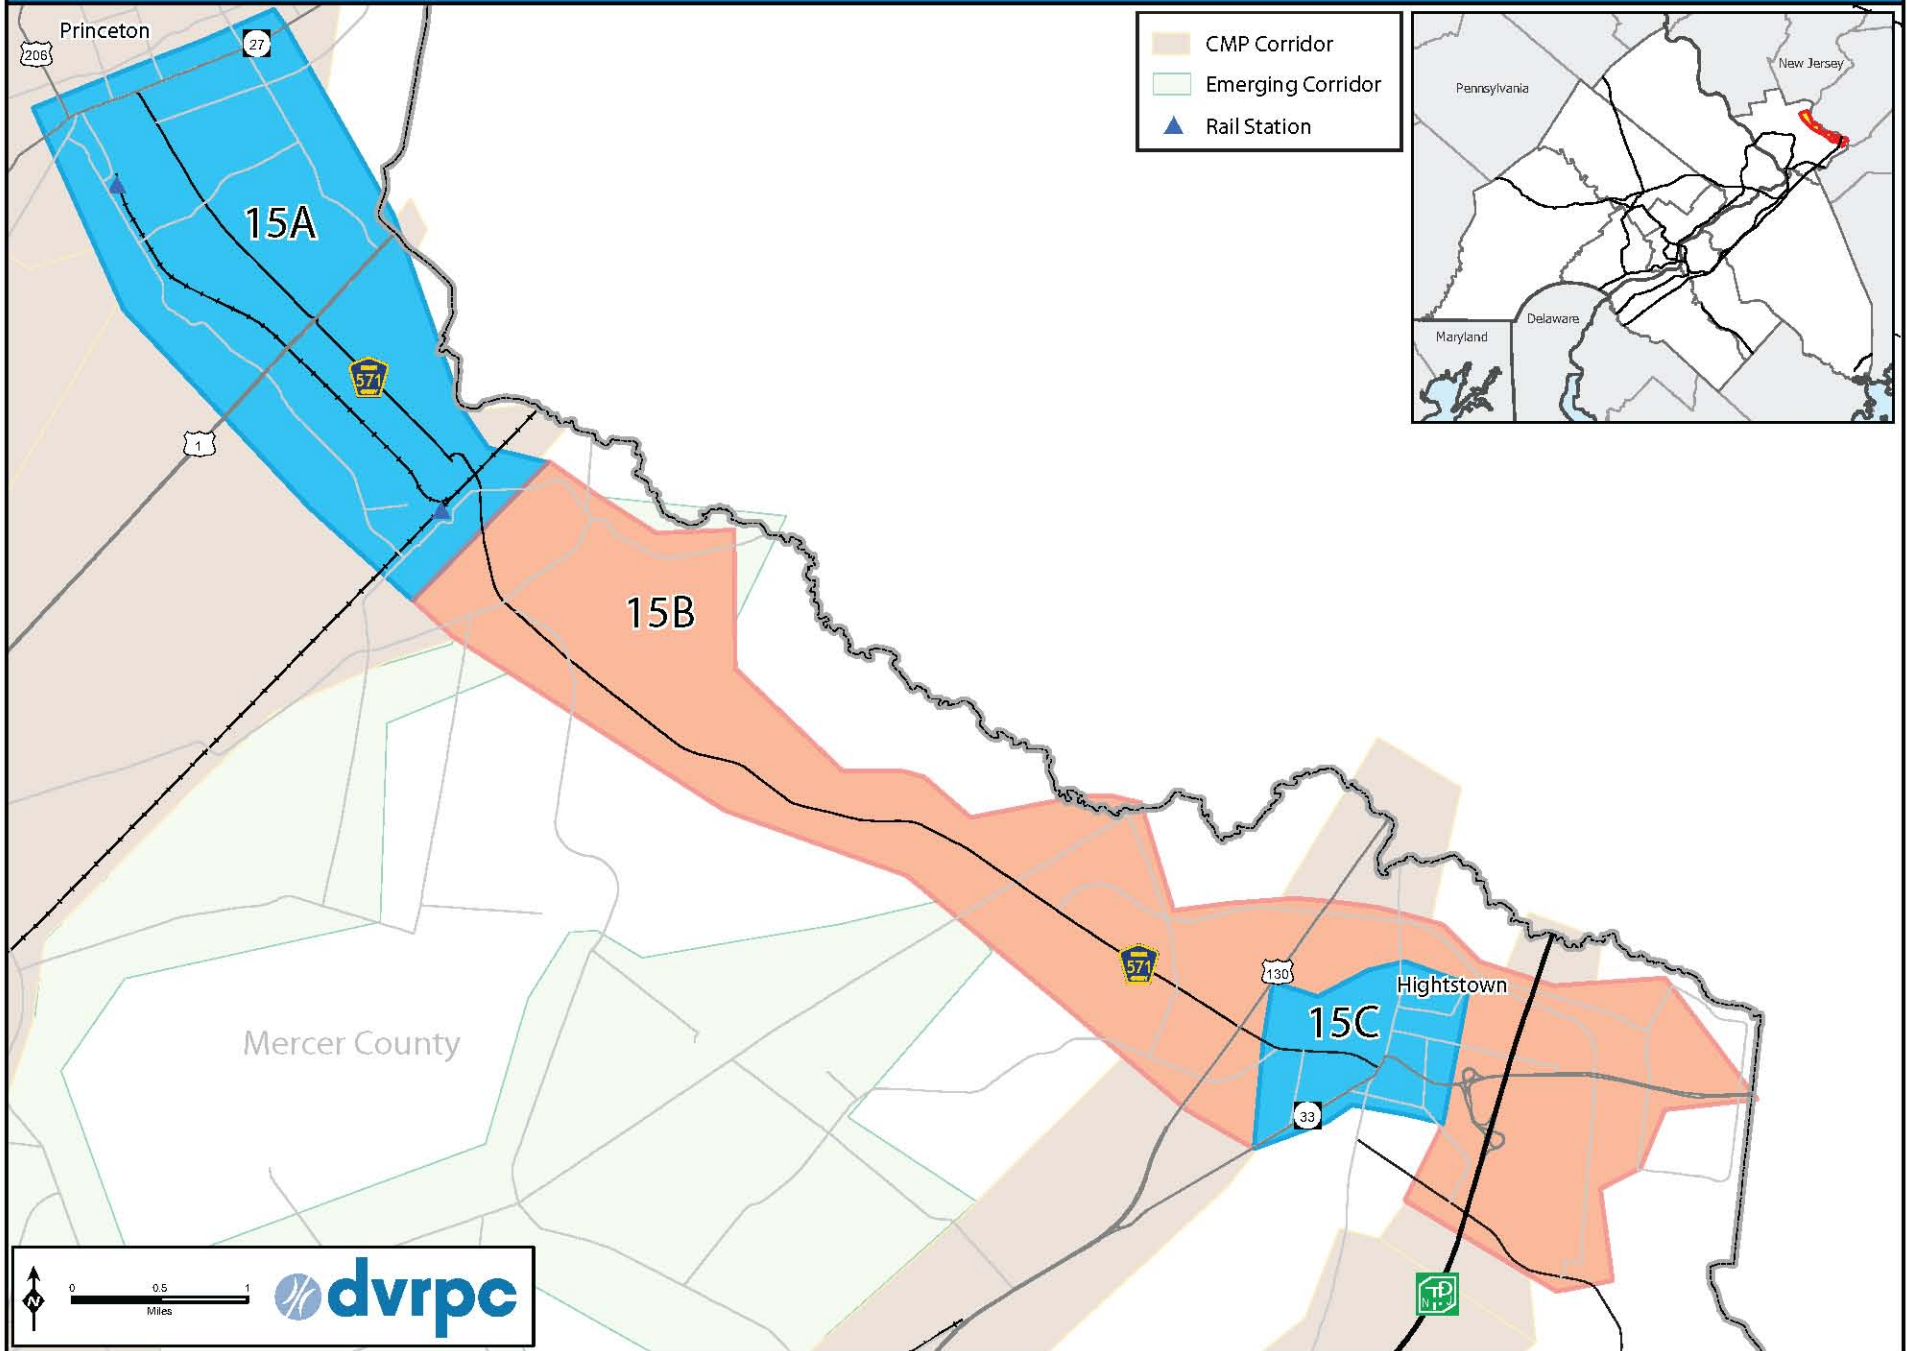 Princeton
206
27
CMP Corridor
Emerging Corridor
Rail Station
New Jersey
Pennsylvania
Delaware
Maryland
15A
571
1
15B
571
130
Hightstown
15C
33
Mercer County
N
0 0.5 1
Miles
dvrpc
N T P J